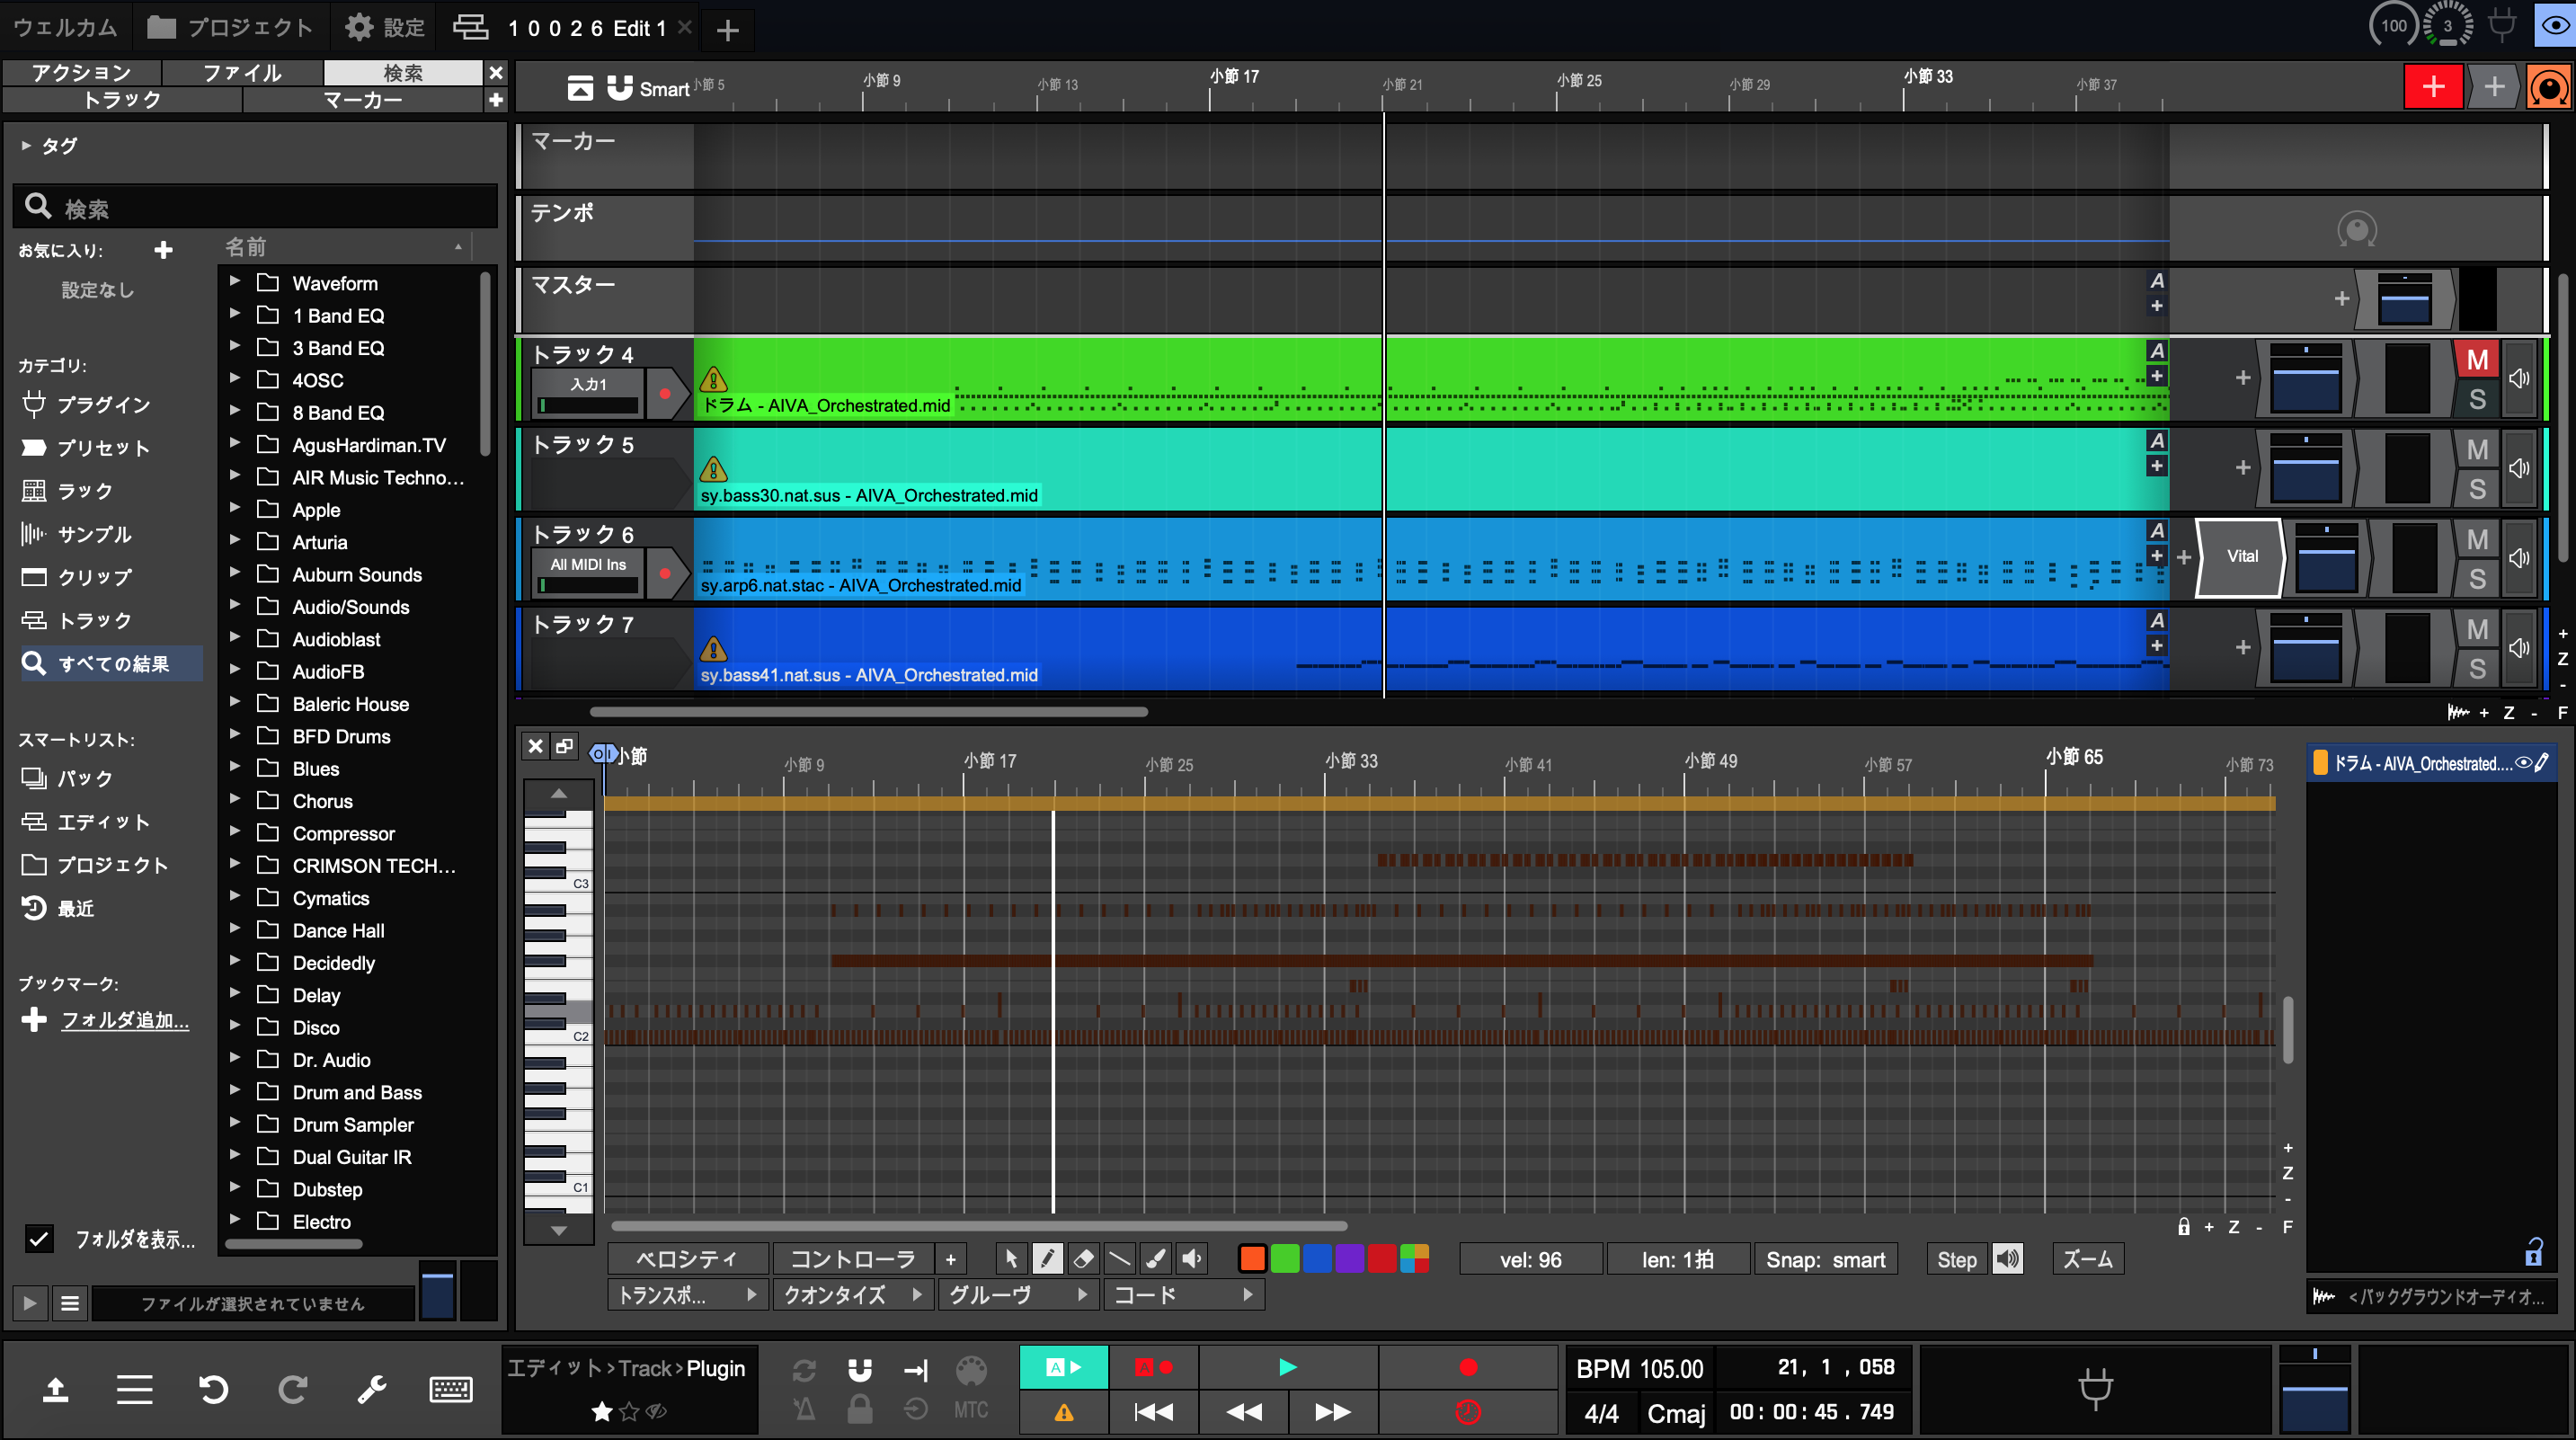 ウェルカム プロジェクト 設定 1 0 0 2 6 Edit 1
100 3
アクション ファイル 検索
トラック マーカー
タグ
検索
お気に入り: 名前
設定なし
カテゴリ:
プラグイン
プリセット
ラック
サンプル
クリップ
トラック
すべての結果
スマートリスト:
パック
エディット
プロジェクト
最近
ブックマーク:
フォルダ追加...
フォルダを表示...
Waveform
1 Band EQ
3 Band EQ
4OSC
8 Band EQ
AgusHardiman.TV
AIR Music Techno...
Apple
Arturia
Auburn Sounds
Audio/Sounds
Audioblast
AudioFB
Baleric House
BFD Drums
Blues
Chorus
Compressor
CRIMSON TECH...
Cymatics
Dance Hall
Decidedly
Delay
Disco
Dr. Audio
Drum and Bass
Drum Sampler
Dual Guitar IR
Dubstep
Electro
ファイルが選択されていません
Smart 小節 5 小節 9 小節 13 小節 17 小節 21 小節 25 小節 29 小節 33 小節 37
マーカー
テンポ
マスター A
トラック 4 A M
入力1
ドラム - AIVA_Orchestrated.mid S
トラック 5 A M
sy.bass30.nat.sus - AIVA_Orchestrated.mid S
トラック 6 A M
All MIDI Ins Vital
sy.arp6.nat.stac - AIVA_Orchestrated.mid S
トラック 7 A M
sy.bass41.nat.sus - AIVA_Orchestrated.mid S
+ Z -
+ Z - F
小節 小節 9 小節 17 小節 25 小節 33 小節 41 小節 49 小節 57 小節 65 小節 73
ドラム - AIVA_Orchestrated....
C3
C2
C1
+ Z -
+ Z - F
ベロシティ コントローラ + vel: 96 len: 1拍 Snap: smart Step ズーム
トランスポ... クオンタイズ グルーヴ コード
<バックグラウンドオーディオ...
エディット>Track>Plugin
MTC
A A
BPM 105.00 21, 1 , 058
4/4 Cmaj 00: 00: 45 . 749